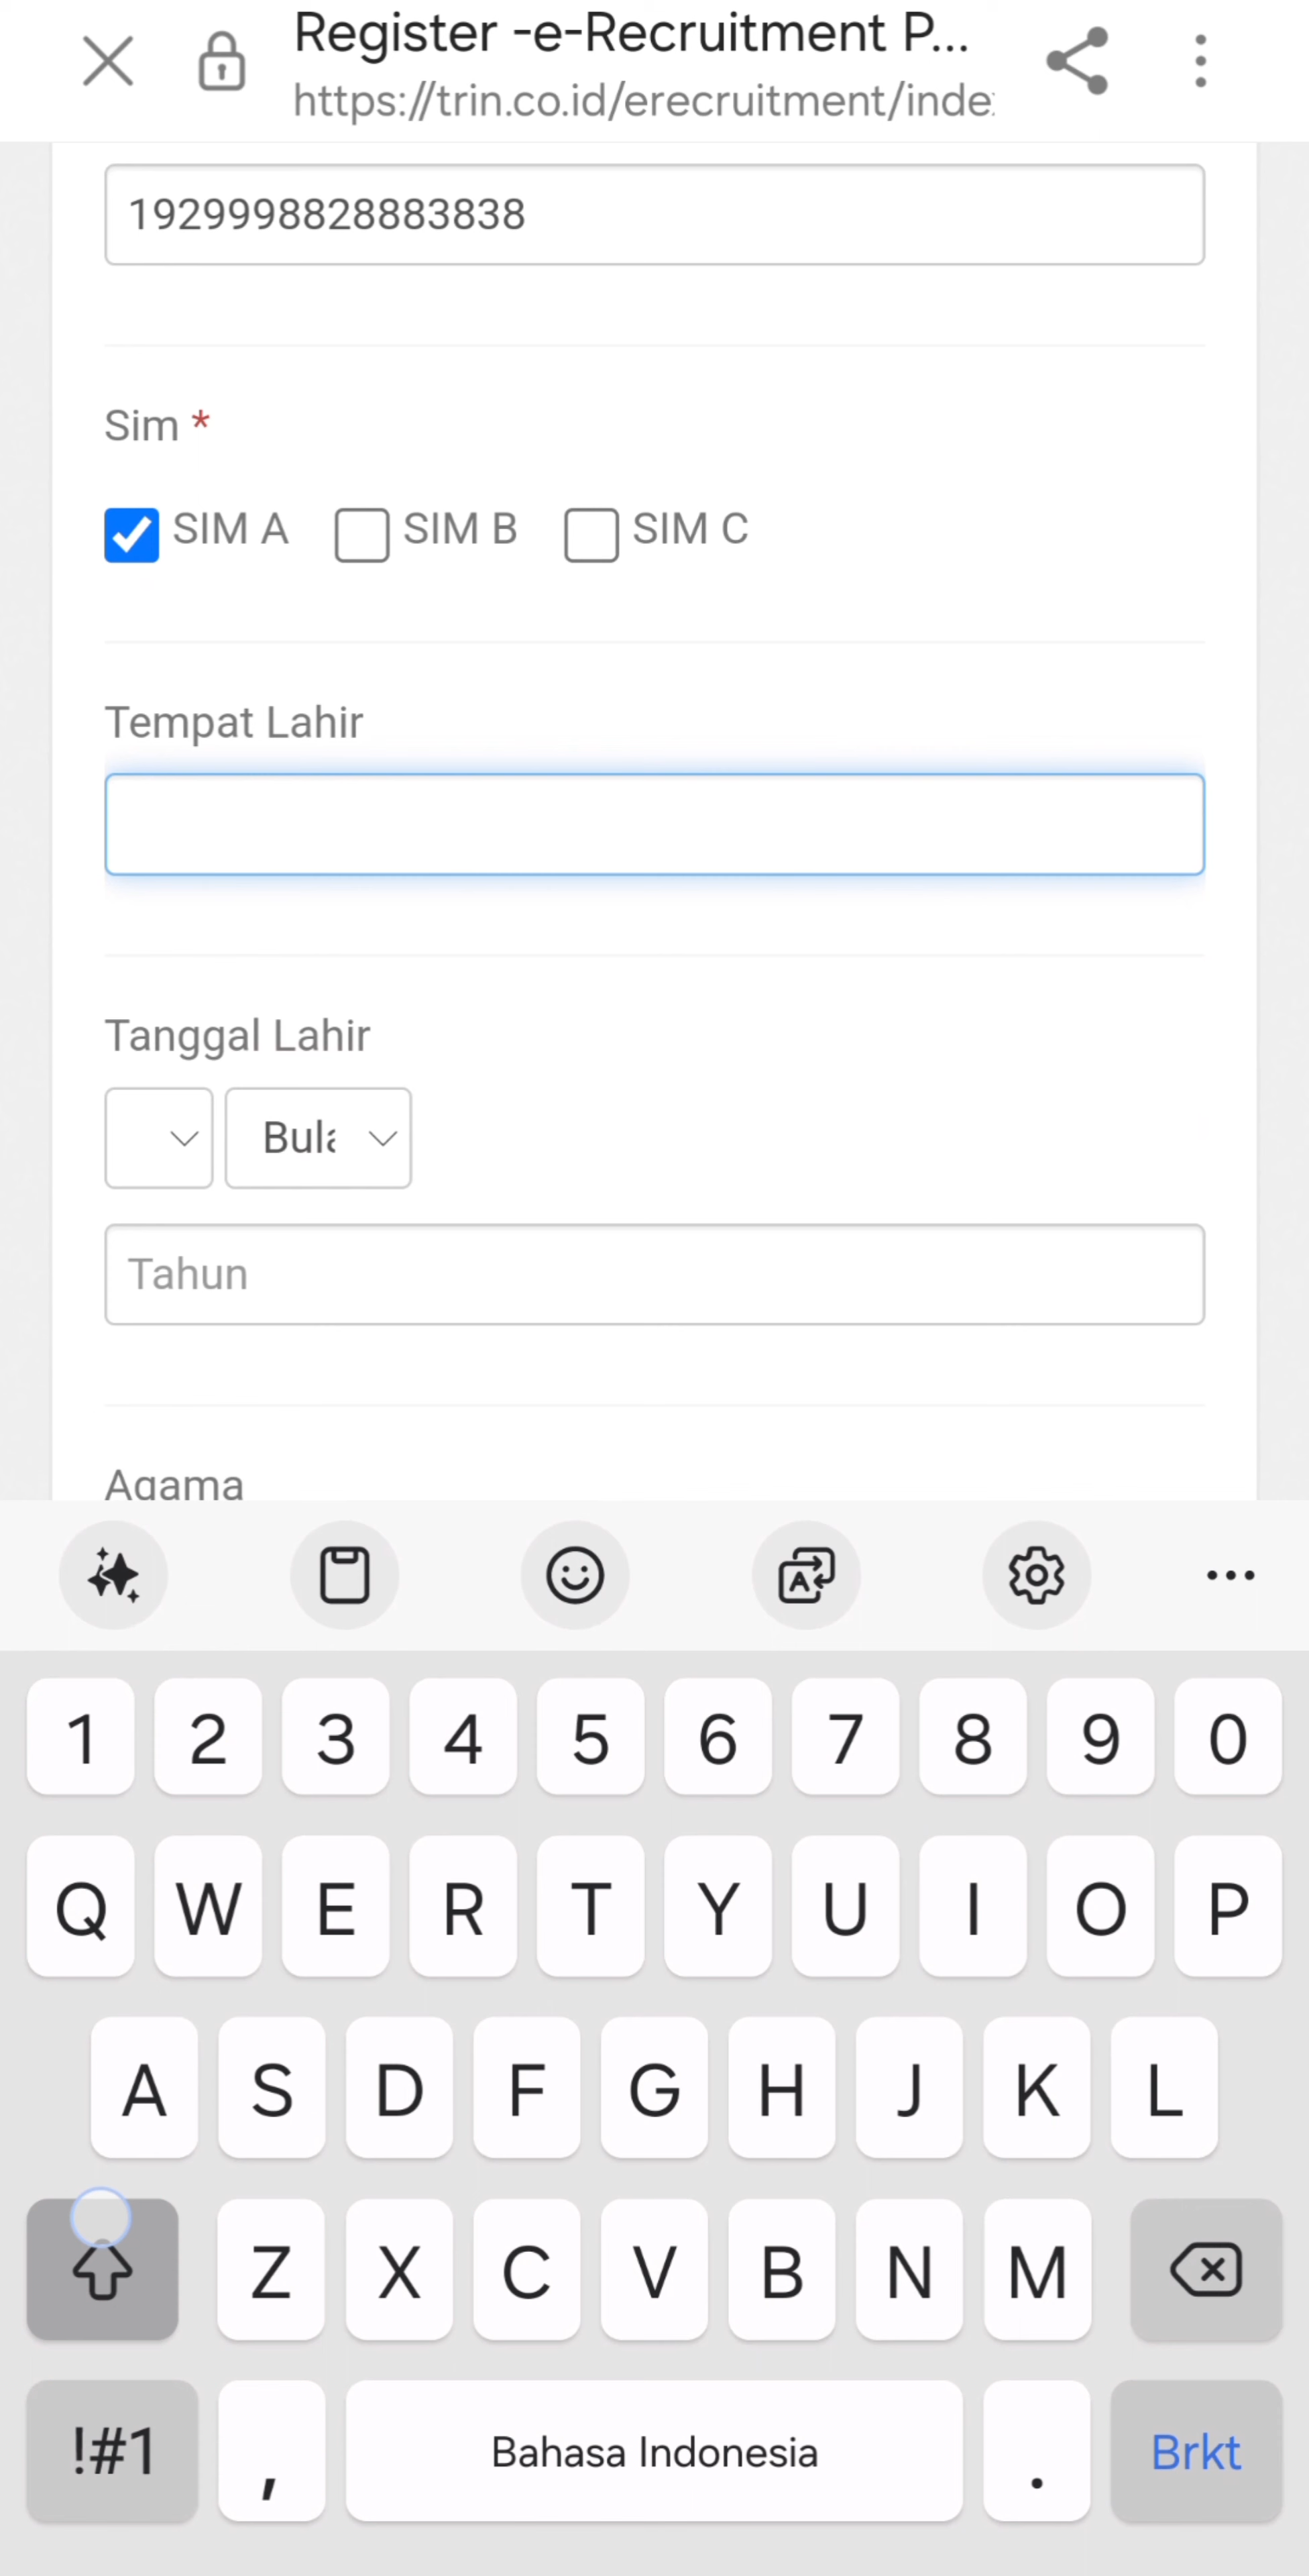 Register -e-Recruitment P...
https://trin.co.id/erecruitment/inde
1929998828883838
Sim *
SIM A SIM B SIM C
Tempat Lahir
Tanggal Lahir
Bula
Tahun
Agama
1 2 3 4 5 6 7 8 9 0
Q W E R T Y U I O P
A S D F G H J K L
Z X C V B N M
!#1 , Bahasa Indonesia . Brkt